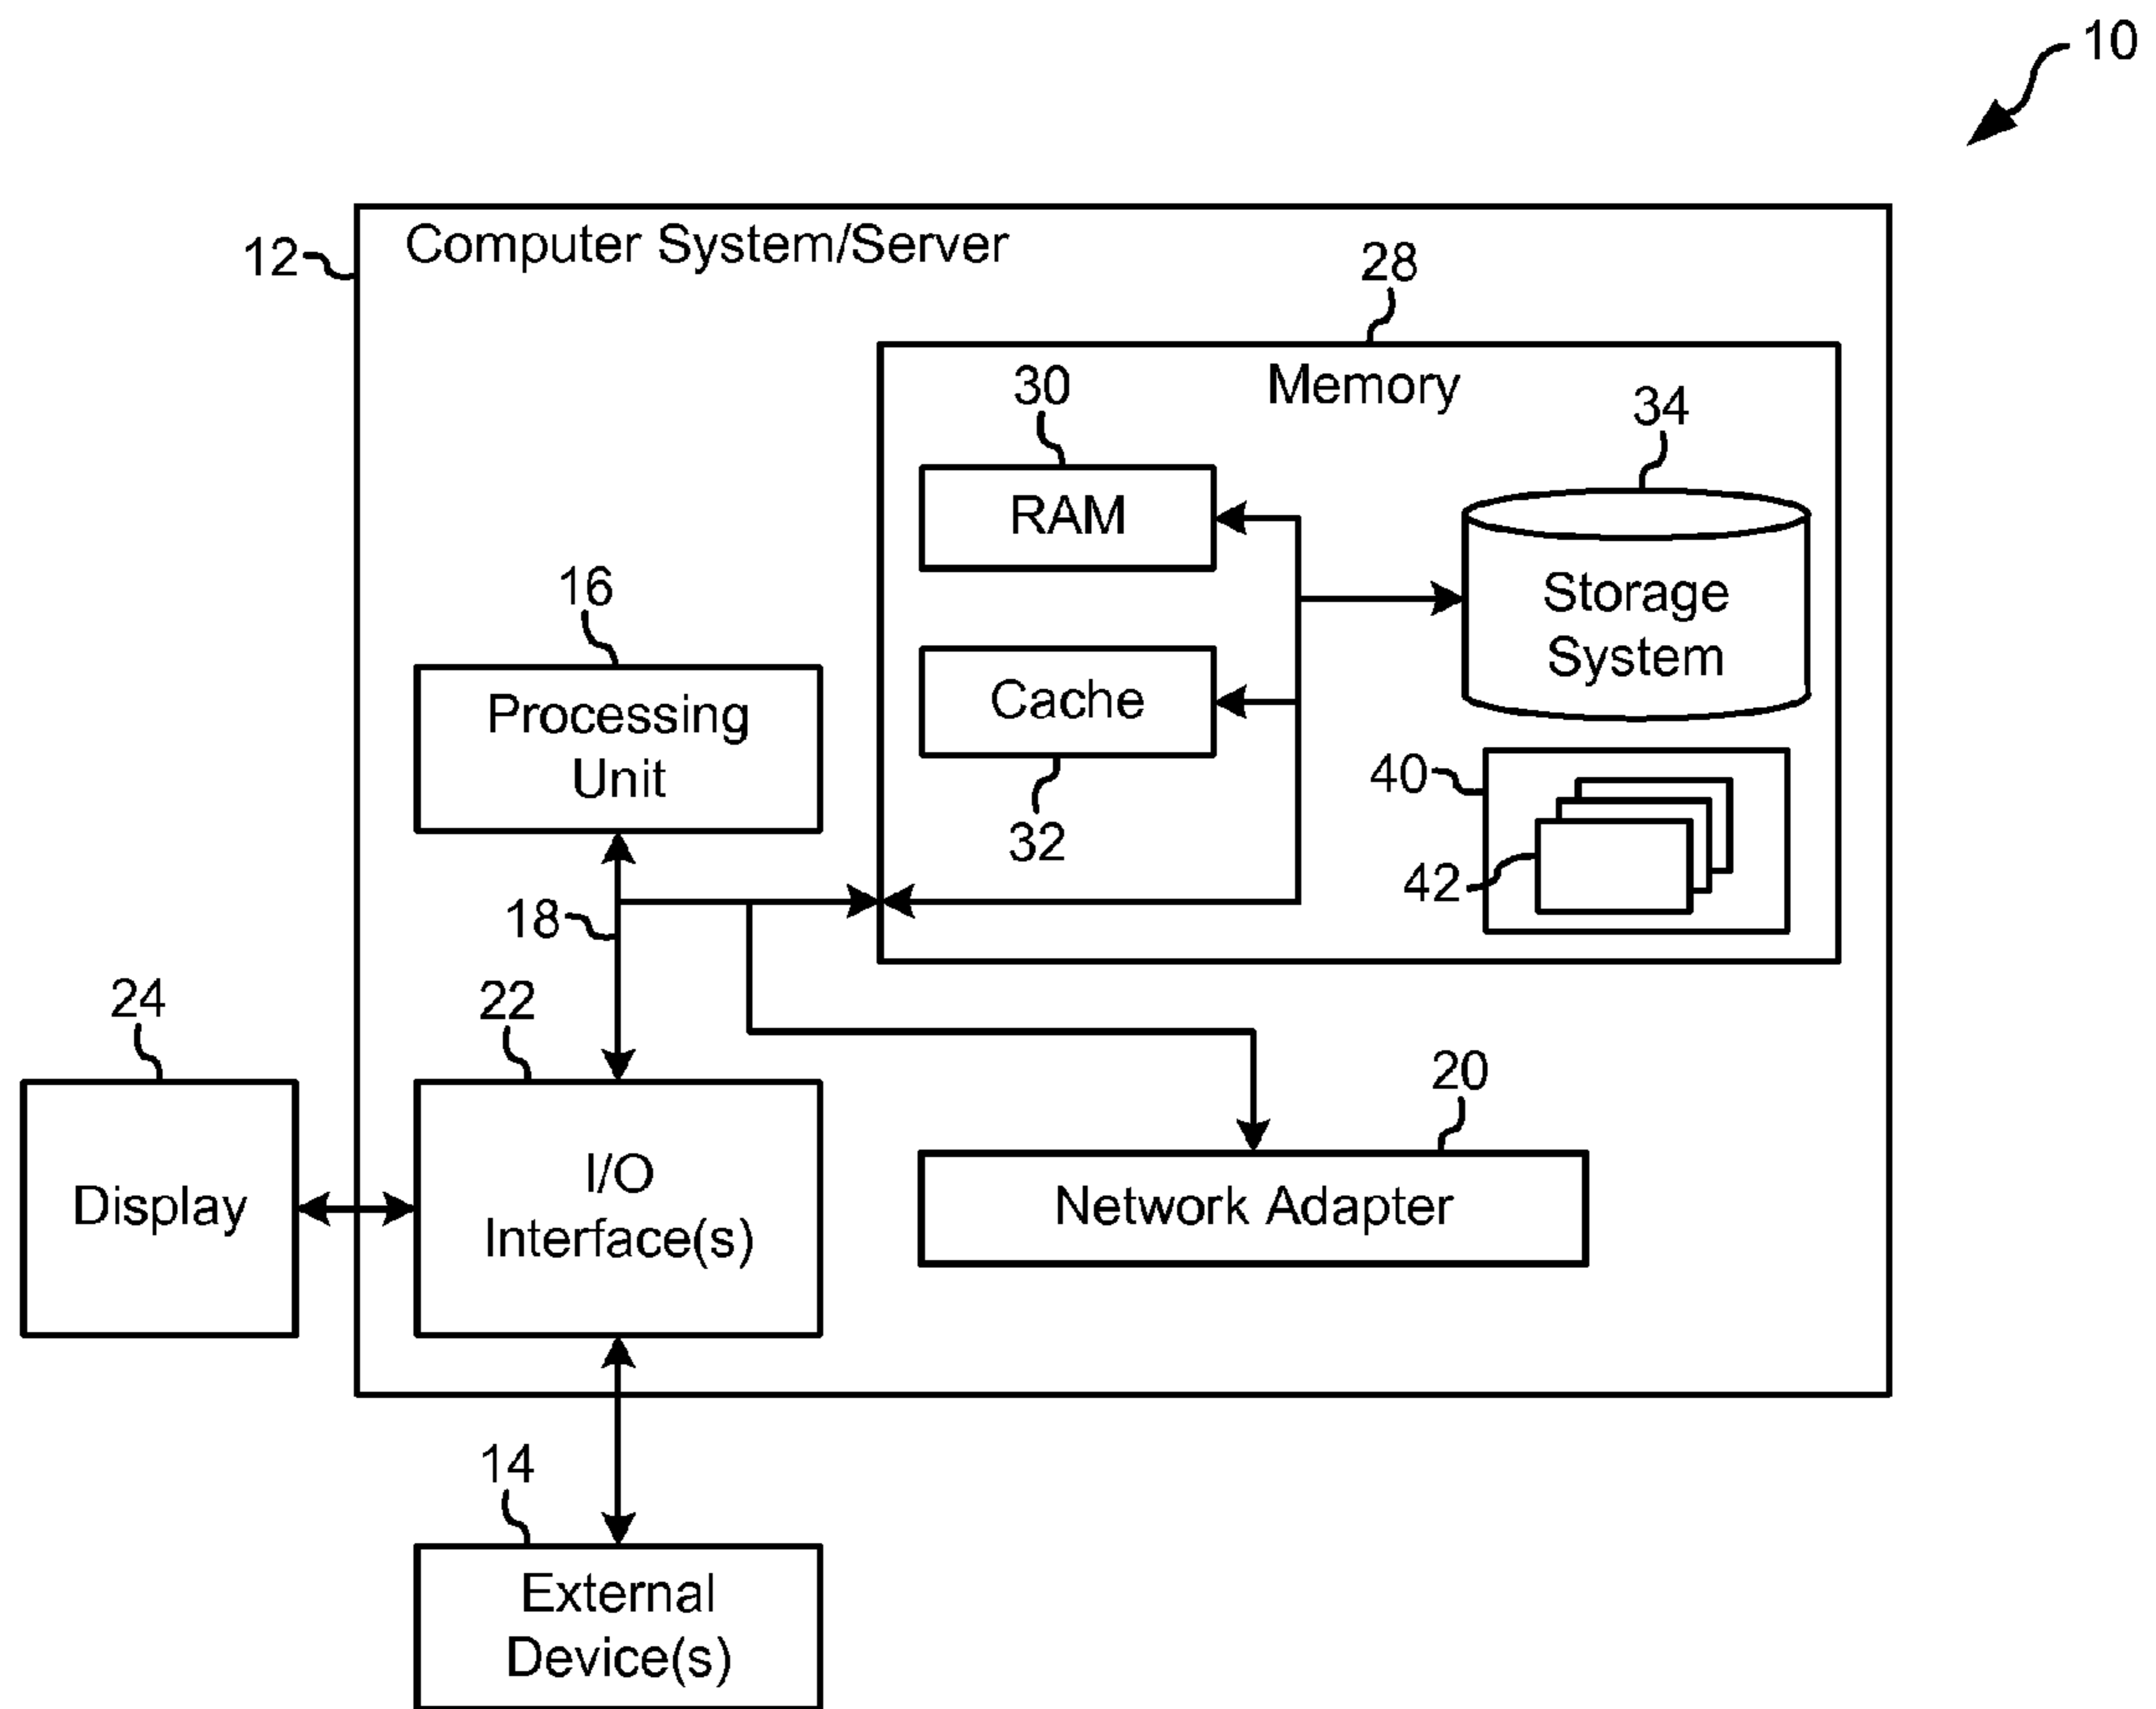 10
12
Computer System/Server
28
Memory
30
RAM
34
Storage
System
16
Processing
Unit
Cache
32
40
42
18
24
22
20
Display
I/O
Interface(s)
Network Adapter
14
External
Device(s)